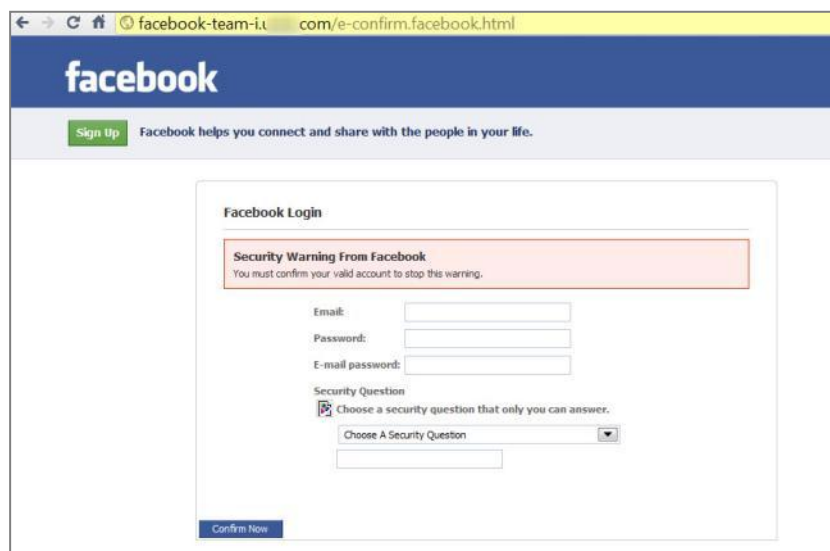 facebook-team-i. com/e-confirm.facebook.html
facebook
Sign Up Facebook helps you connect and share with the people in your life.
Facebook Login
Security Warning From Facebook
You must confirm your valid account to stop this warning.
Email:
Password:
E-mail password:
Security Question
Choose a security question that only you can answer.
Choose A Security Question
Confirm Now